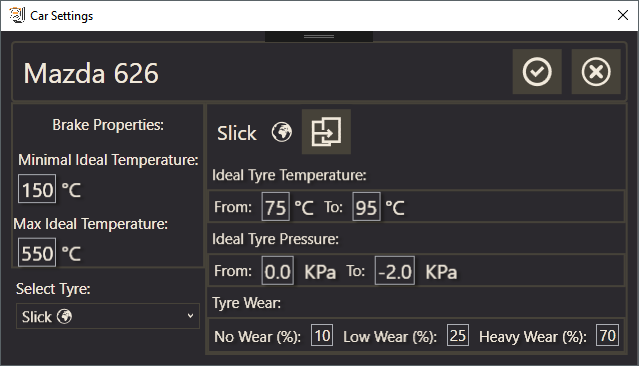 Car Settings
Mazda 626
Brake Properties:
Minimal Ideal Temperature:
150 °C
Max Ideal Temperature:
550 °C
Select Tyre:
Slick
Slick
Ideal Tyre Temperature:
From: 75 °C To: 95 °C
Ideal Tyre Pressure:
From: 0.0 KPa To: -2.0 KPa
Tyre Wear:
No Wear (%): 10 Low Wear (%): 25 Heavy Wear (%): 70